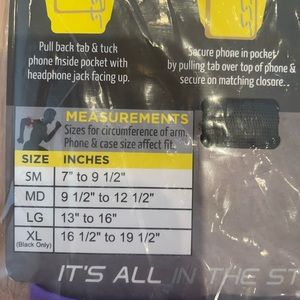 Pull back tab & tuck
phone inside pocket with
headphone jack facing up.
Secure phone in pocket
by pulling tab over top of phone &
secure on matching closure.
MEASUREMENTS
Sizes for circumference of arm.
Phone & case size affect fit.
SIZE INCHES
SM 7" to 9 1/2"
MD 9 1/2" to 12 1/2"
LG 13" to 16"
XL 16 1/2" to 19 1/2"
(Black Only)
IT'S ALL IN THE ST